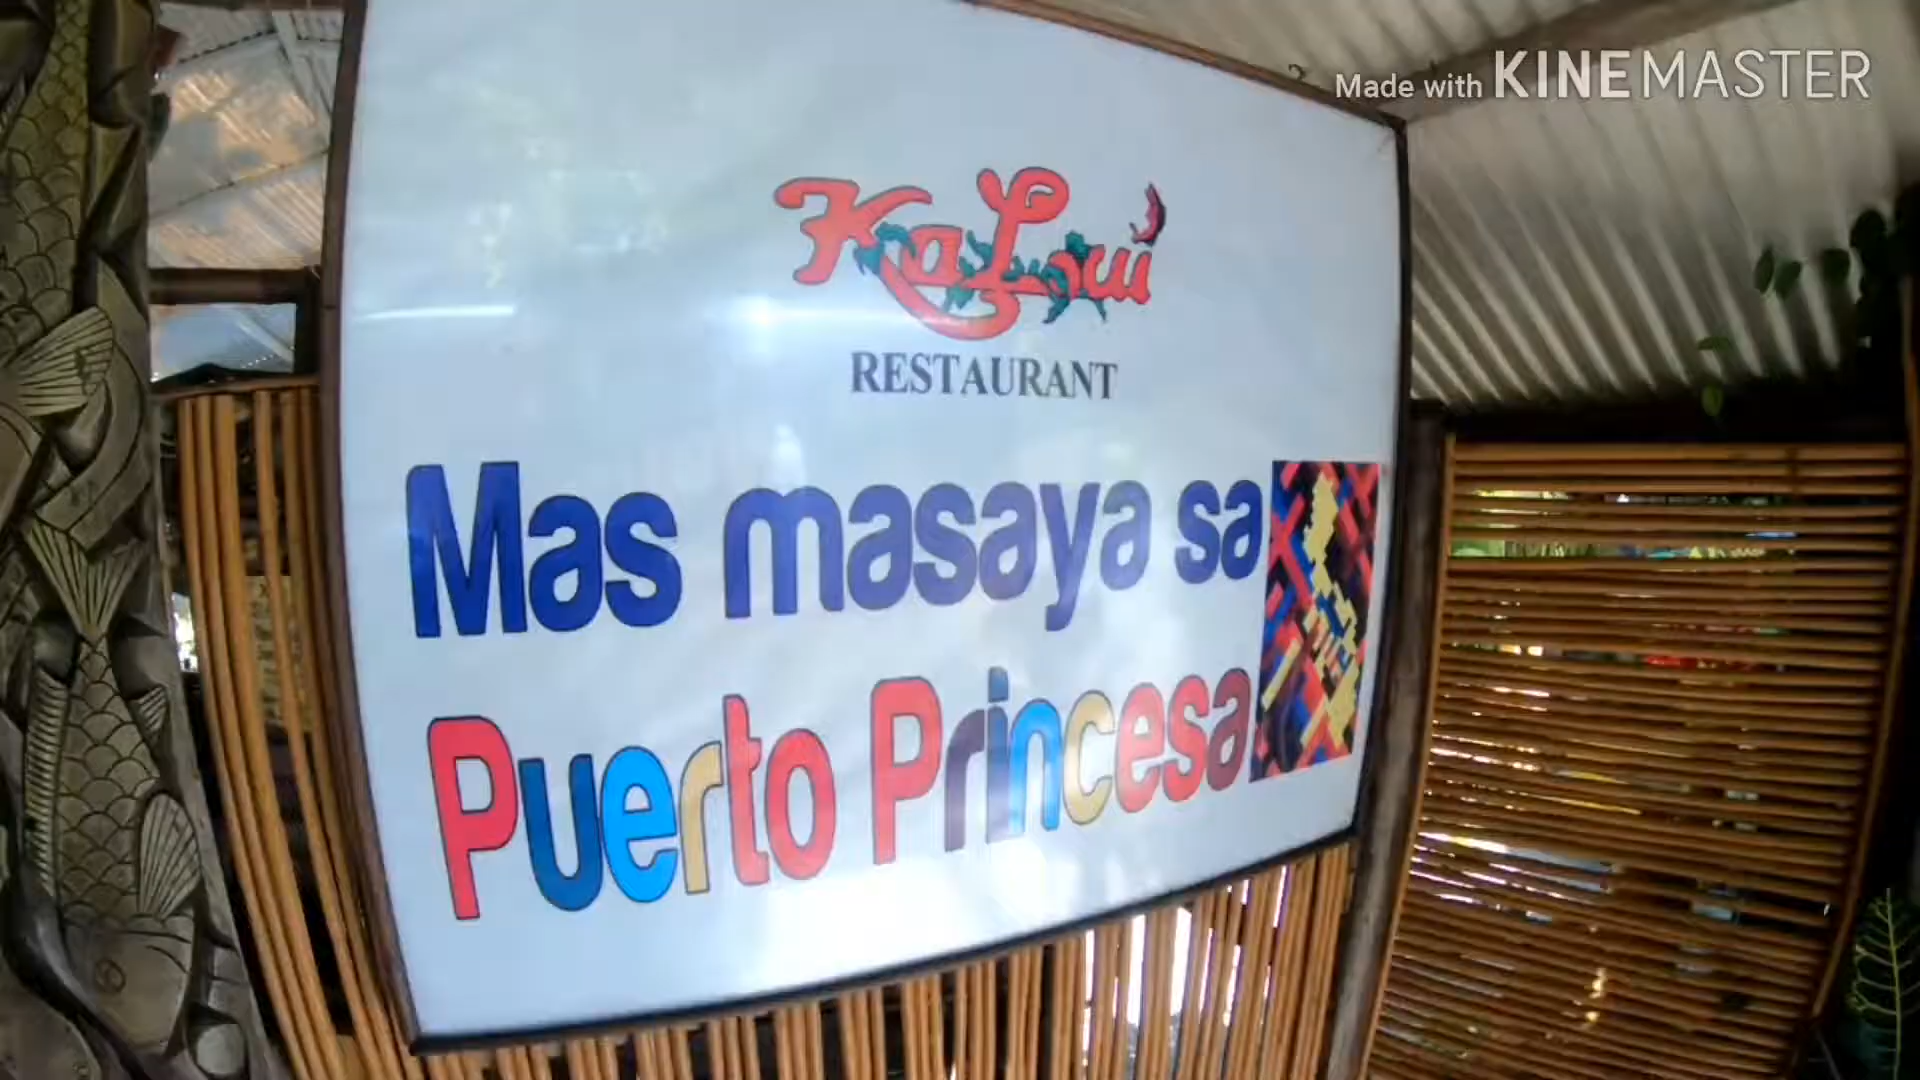 Made with KINEMASTER
KaLui
RESTAURANT
Mas masaya sa
Puerto Princesa